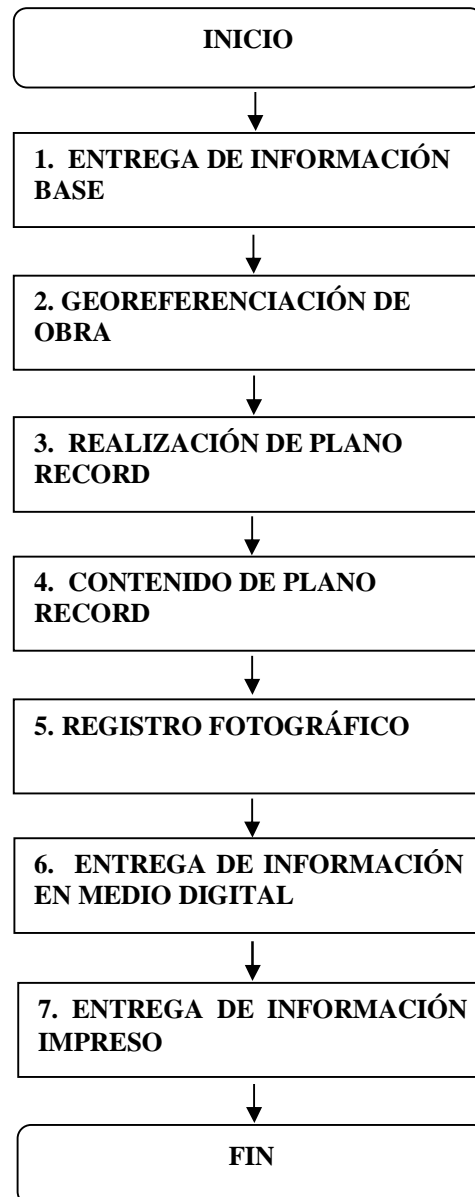 INICIO
1. ENTREGA DE INFORMACIÓN
BASE
2. GEOREFERENCIACIÓN DE
OBRA
3. REALIZACIÓN DE PLANO
RECORD
4. CONTENIDO DE PLANO
RECORD
5. REGISTRO FOTOGRÁFICO
6. ENTREGA DE INFORMACIÓN
EN MEDIO DIGITAL
7. ENTREGA DE INFORMACIÓN
IMPRESO
FIN